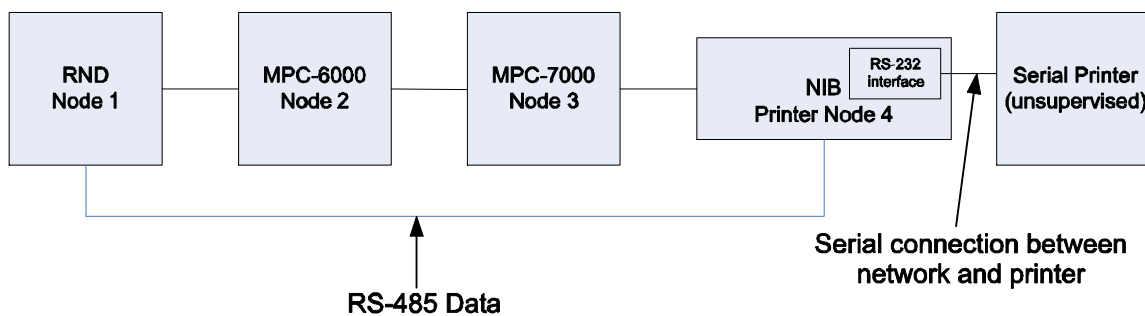 RND
Node 1
MPC-6000
Node 2
MPC-7000
Node 3
RS-232
interface
NIB
Printer Node 4
Serial Printer
(unsupervised)
Serial connection between
network and printer
RS-485 Data